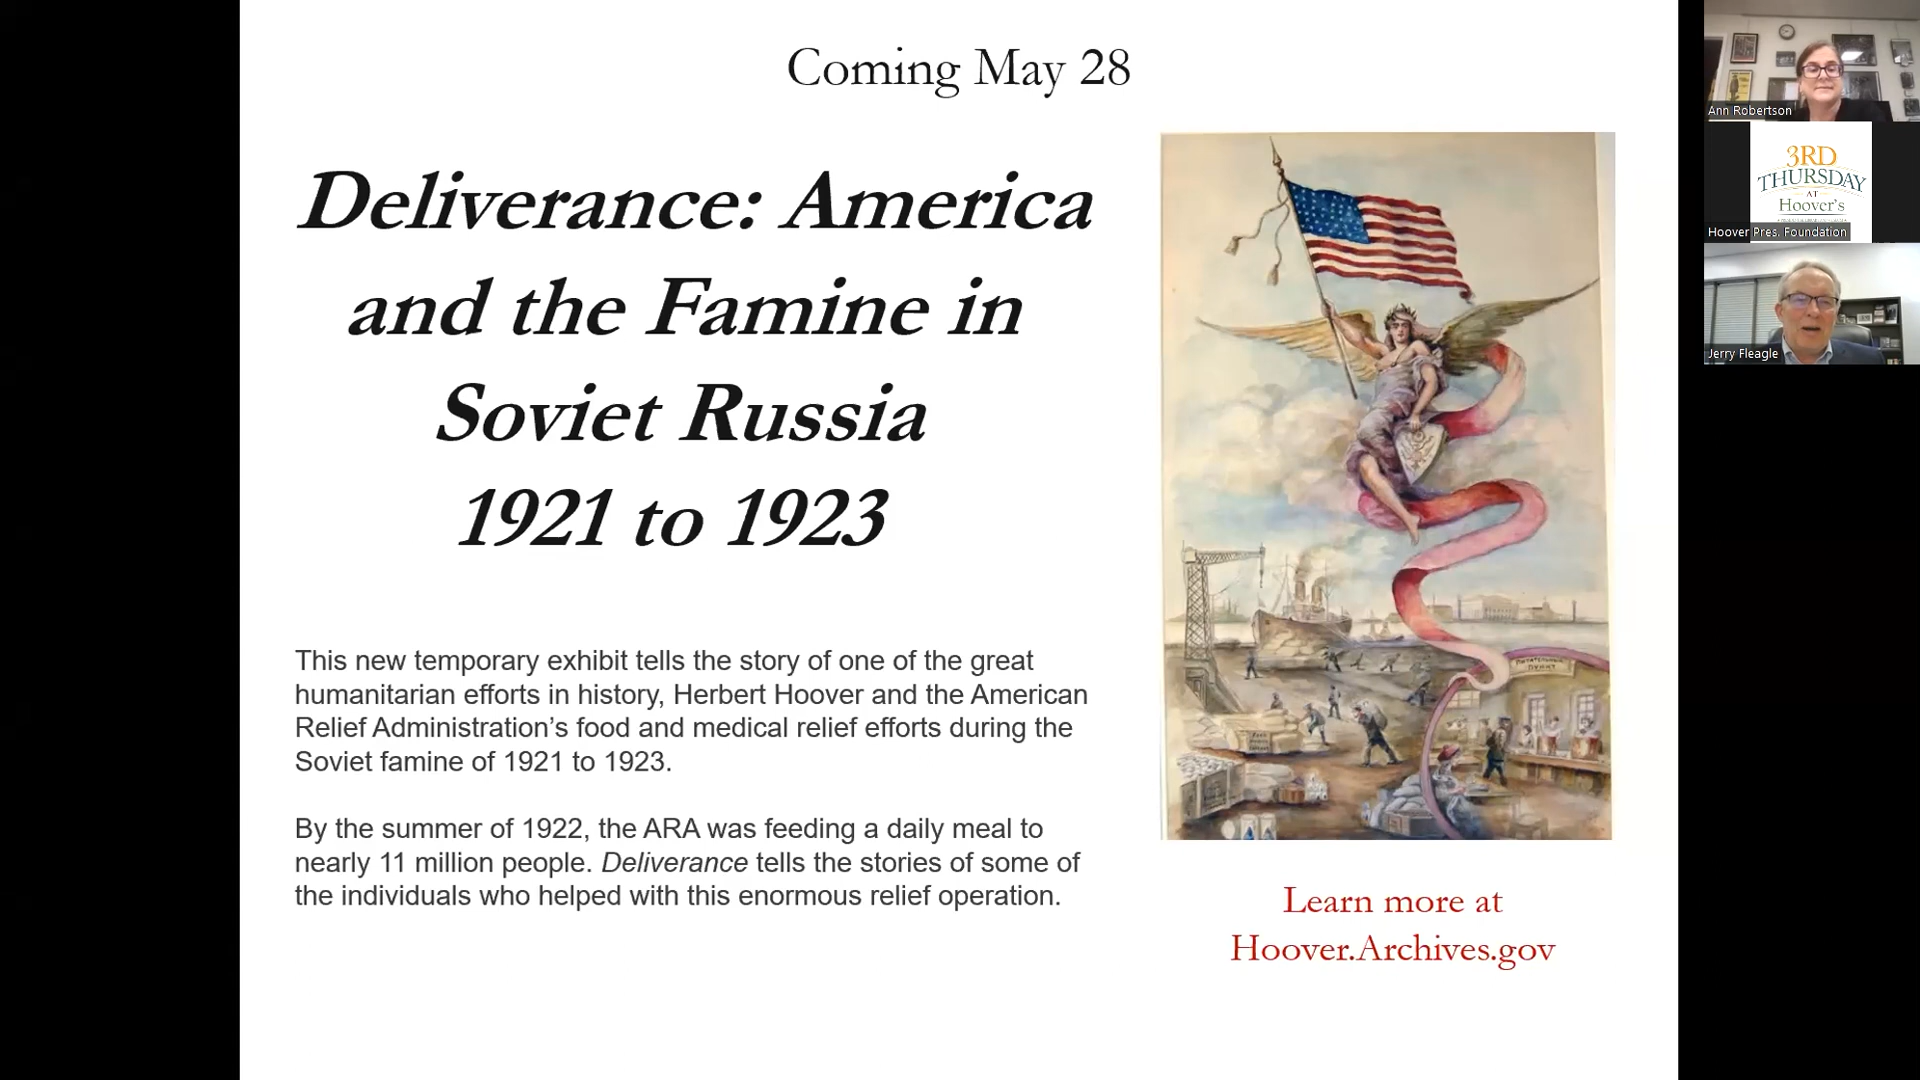 Coming May 28
Deliverance: America
and the Famine in
Soviet Russia
1921 to 1923
This new temporary exhibit tells the story of one of the great
humanitarian efforts in history, Herbert Hoover and the American
Relief Administration’s food and medical relief efforts during the
Soviet famine of 1921 to 1923.
By the summer of 1922, the ARA was feeding a daily meal to
nearly 11 million people. Deliverance tells the stories of some of
the individuals who helped with this enormous relief operation.
Learn more at
Hoover.Archives.gov
Ann Robertson
3RD
THURSDAY
AT
Hoover's
Hoover Pres. Foundation
Jerry Fleagle